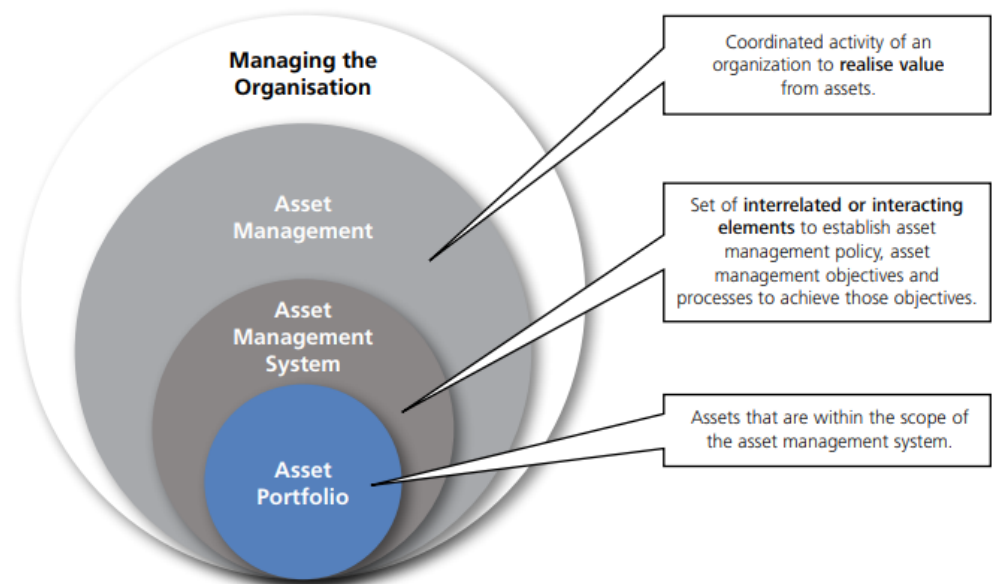 Managing the
Organisation
Asset
Management
Asset
Management
System
Asset
Portfolio
Coordinated activity of an
organization to realise value
from assets.
Set of interrelated or interacting
elements to establish asset
management policy, asset
management objectives and
processes to achieve those objectives.
Assets that are within the scope of
the asset management system.